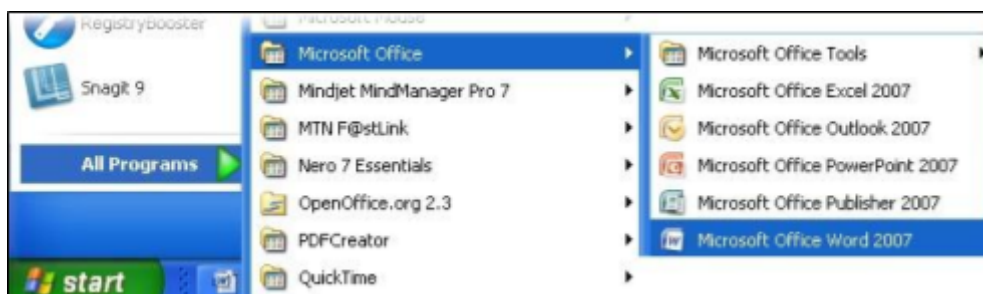 RegistryBooster
Snagit 9
All Programs
start
Microsoft Mouse
Microsoft Office
Mindjet MindManager Pro 7
MTN F@stLink
Nero 7 Essentials
OpenOffice.org 2.3
PDFCreator
QuickTime
Microsoft Office Tools
Microsoft Office Excel 2007
Microsoft Office Outlook 2007
Microsoft Office PowerPoint 2007
Microsoft Office Publisher 2007
Microsoft Office Word 2007